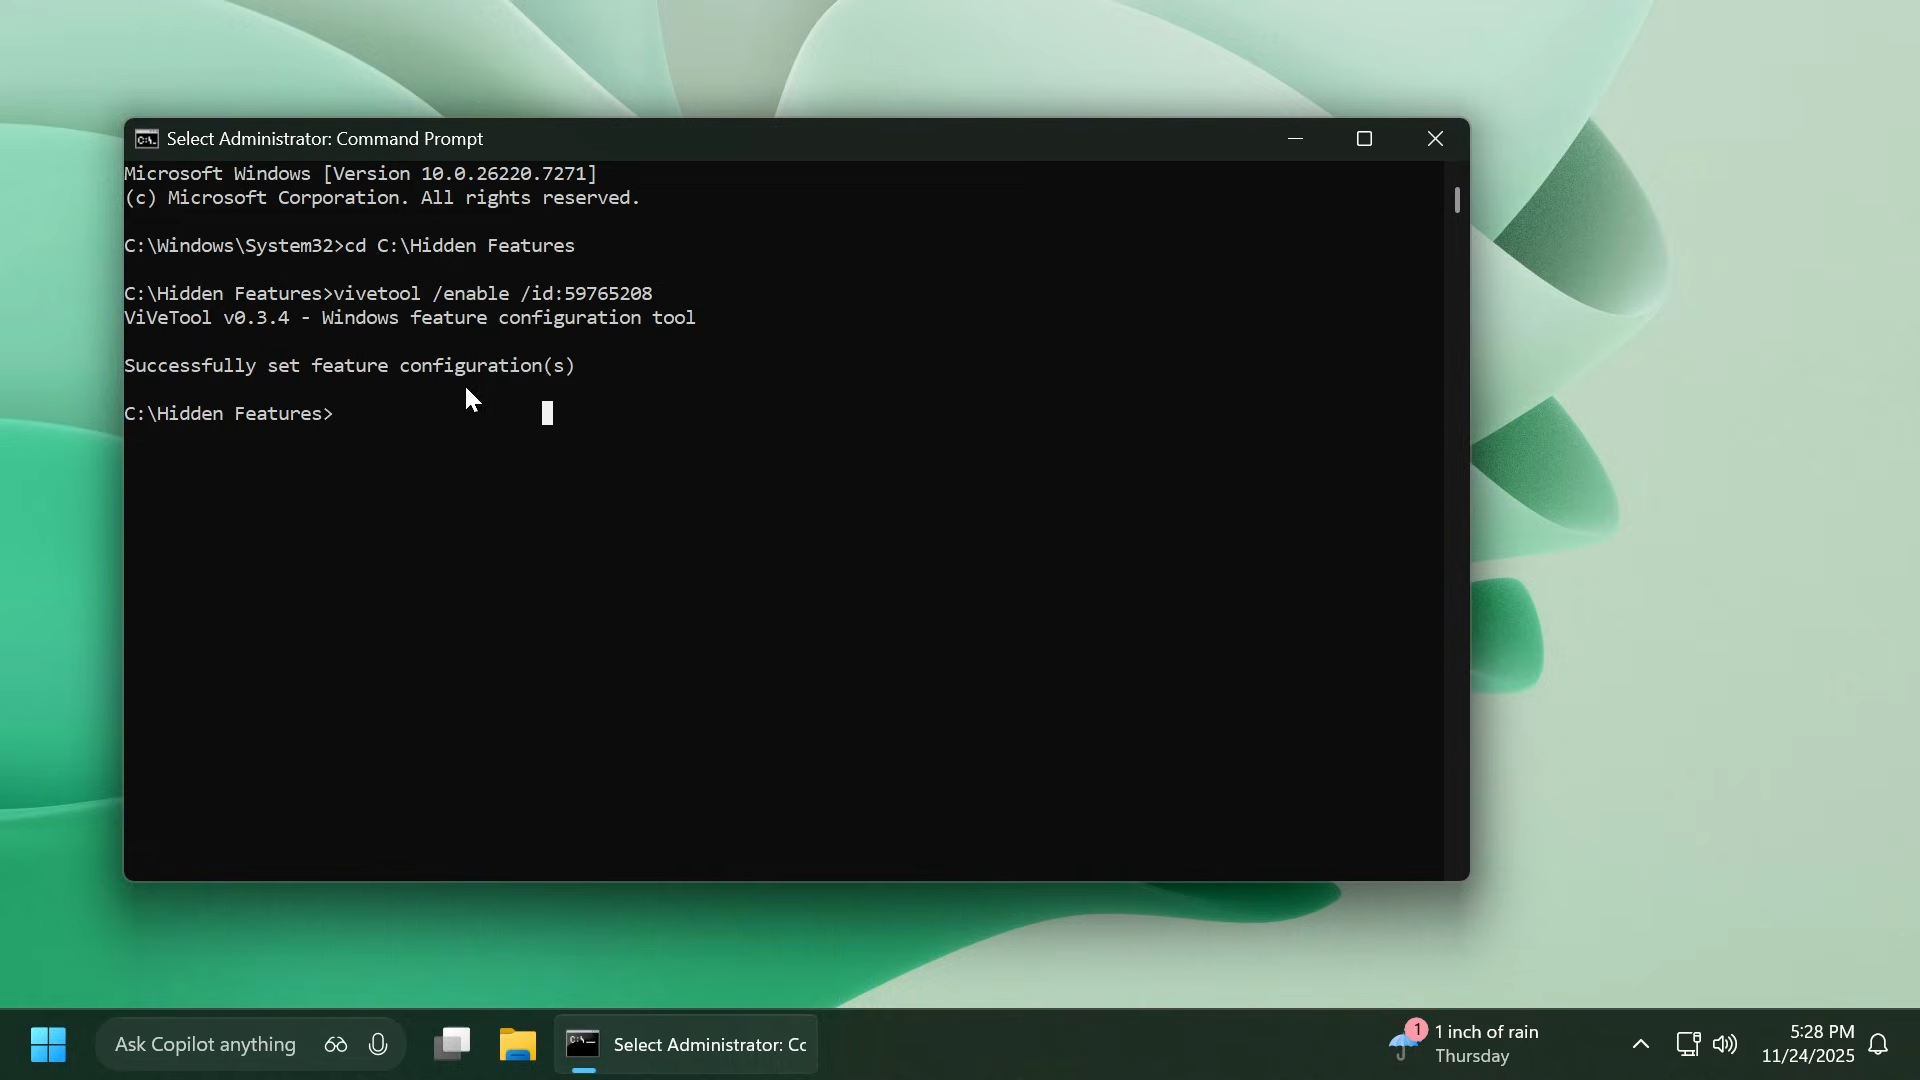 Select Administrator: Command Prompt
Microsoft Windows [Version 10.0.26220.7271]
(c) Microsoft Corporation. All rights reserved.
C:\Windows\System32>cd C:\Hidden Features
C:\Hidden Features>vivetool /enable /id:59765208
ViVeTool v0.3.4 - Windows feature configuration tool
Successfully set feature configuration(s)
C:\Hidden Features>
Ask Copilot anything
Select Administrator: Cc
1
1 inch of rain
Thursday
5:28 PM
11/24/2025